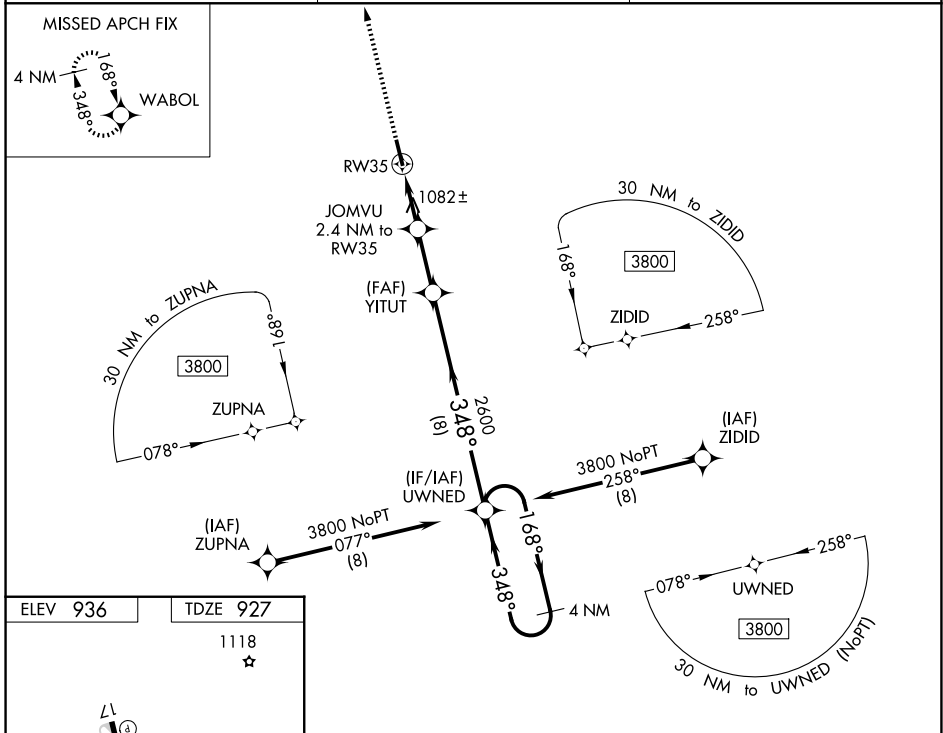 MISSED APCH FIX
4 NM
168°
348°
WABOL
RW35
1082±
JOMVU
2.4 NM to
RW35
(FAF)
YITUT
30 NM to ZIDID
3800
168°
ZIDID
258°
30 NM to ZUPNA
3800
168°
ZUPNA
078°
348°
2600
(8)
(IAF)
ZIDID
3800 NoPT
258°
(8)
(IF/IAF)
UWNED
(IAF)
ZUPNA
3800 NoPT
077°
(8)
168°
348°
4 NM
078°
258°
UWNED
3800
30 NM to UWNED (NoPT)
ELEV 936
TDZE 927
1118
17
P